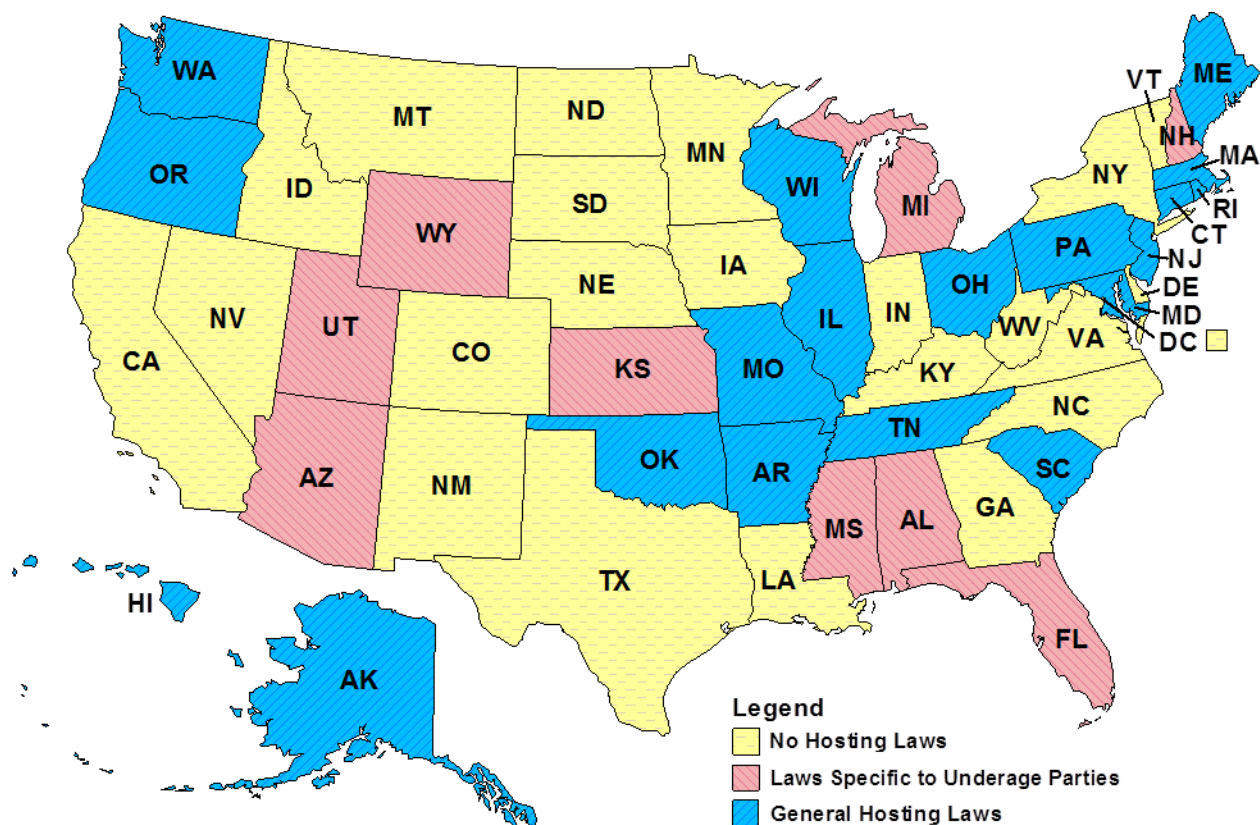 WA
ME
VT
MT
ND
MN
NH
MA
OR
ID
SD
WI
NY
MI
RI
WY
CT
PA
NJ
IA
NE
OH
DE
NV
UT
IL
IN
MD
WV
VA
DC
CO
CA
KS
MO
KY
NC
TN
OK
AR
SC
AZ
NM
GA
MS
AL
TX
LA
HI
FL
AK
Legend
No Hosting Laws
Laws Specific to Underage Parties
General Hosting Laws